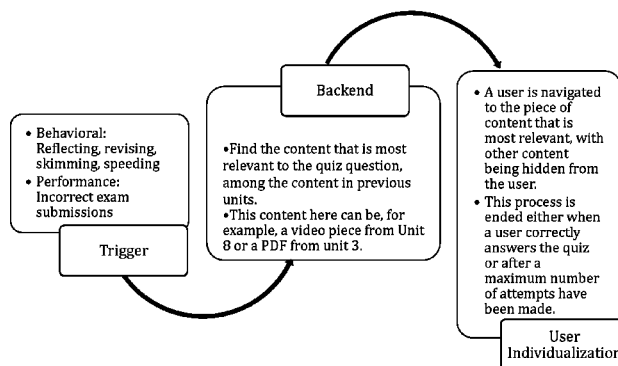 • Behavioral:
Reflecting, revising,
skimming, speeding
• Performance:
Incorrect exam
submissions
Trigger
Backend
•Find the content that is most
relevant to the quiz question,
among the content in previous
units.
•This content here can be, for
example, a video piece from Unit
8 or a PDF from unit 3.
• A user is navigated
to the piece of
content that is
most relevant, with
other content
being hidden from
the user.
• This process is
ended either when
a user correctly
answers the quiz
or after a
maximum number
of attempts have
been made.
User
Individualization